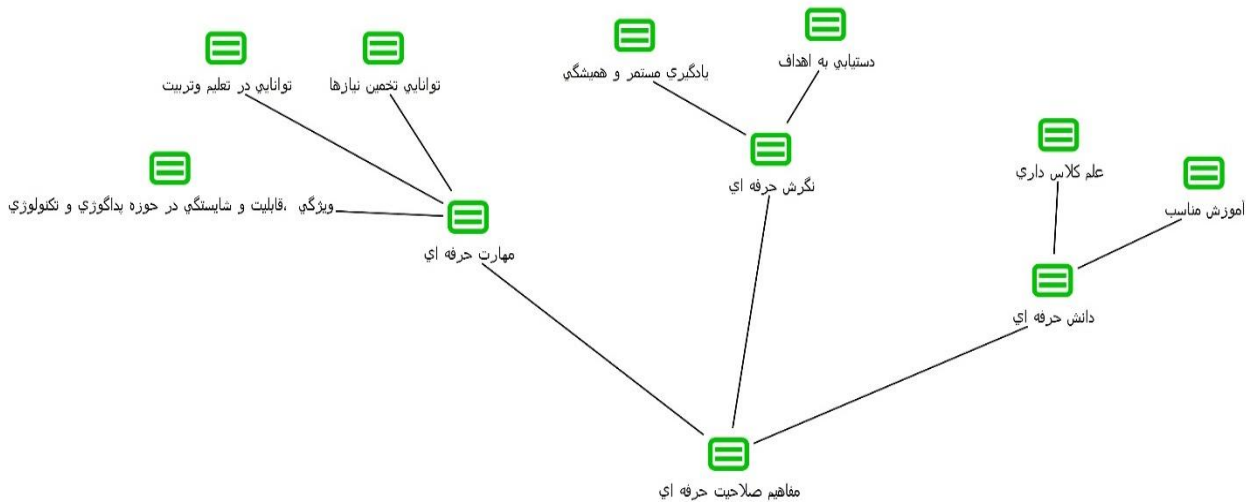 دستيابي به اهداف
يادگيري مستمر و هميشگي
توانايي تخمين نيازها
توانايي در تعليم وتربيت
علم كلاس داري
نگرش حرفه اي
آموزش مناسب
ويژگي ،قابليت و شايستگي در حوزه پداگوژي و تكنولوژي
مهارت حرفه اي
دانش حرفه اي
مفاهيم صلاحيت حرفه اي